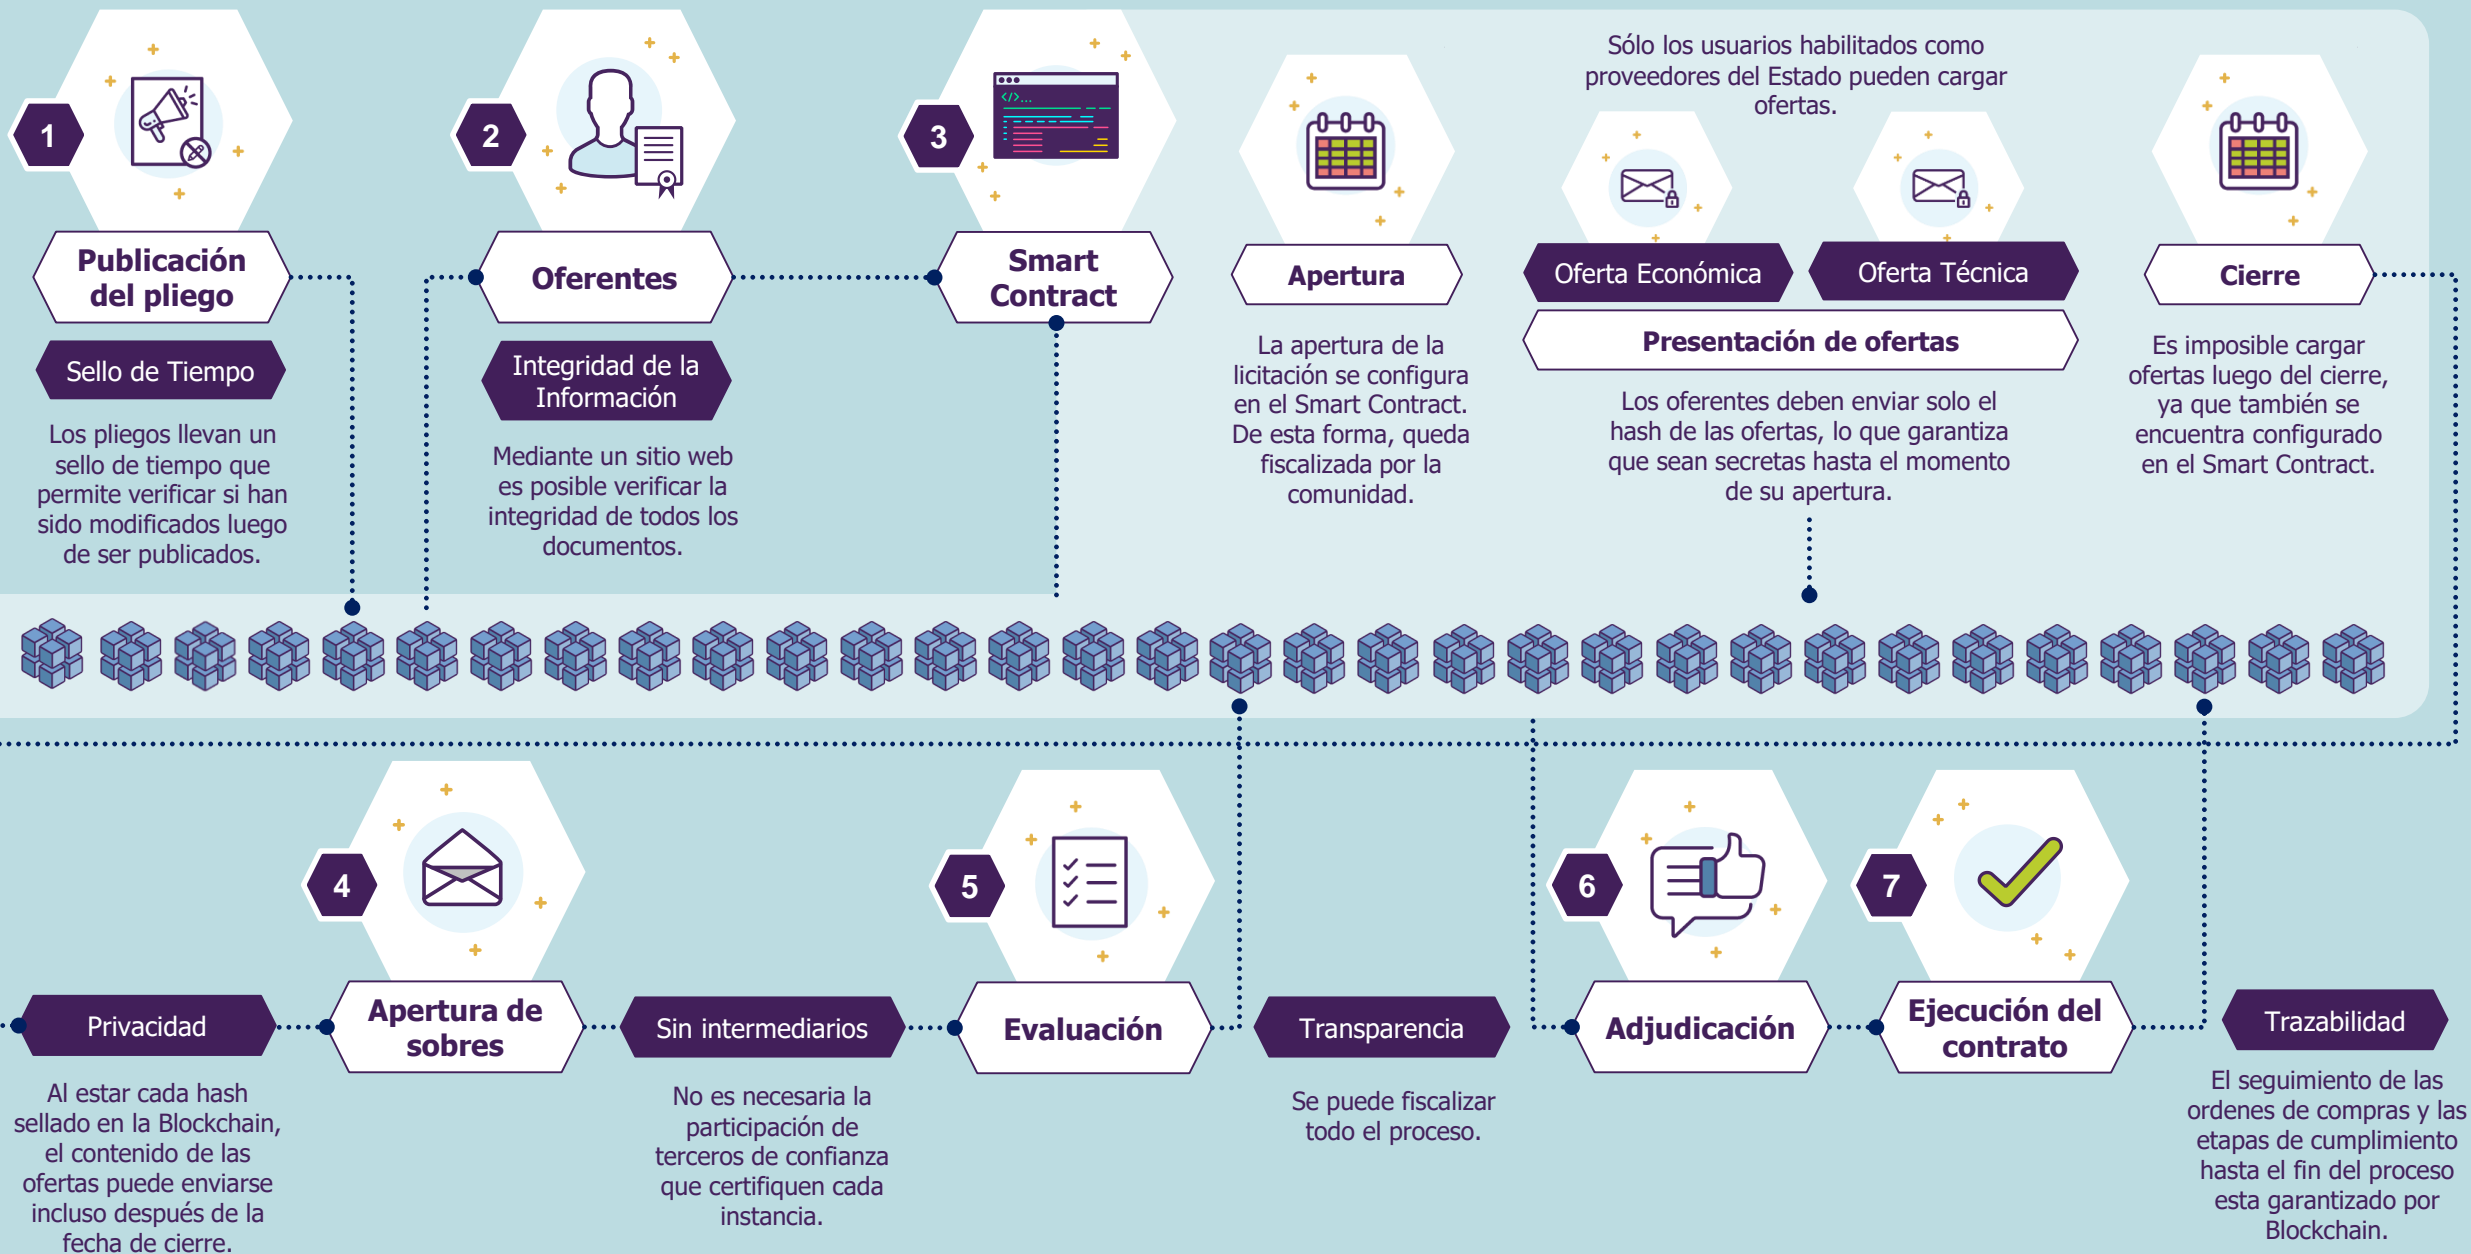 1
Publicación
del pliego
Sello de Tiempo
Los pliegos llevan un
sello de tiempo que
permite verificar si han
sido modificados luego
de ser publicados.
2
Oferentes
Integridad de la
Información
Mediante un sitio web
es posible verificar la
integridad de todos los
documentos.
3
</>...
Smart
Contract
Apertura
La apertura de la
licitación se configura
en el Smart Contract.
De esta forma, queda
fiscalizada por la
comunidad.
Sólo los usuarios habilitados como
proveedores del Estado pueden cargar
ofertas.
Oferta Económica
Oferta Técnica
Presentación de ofertas
Los oferentes deben enviar solo el
hash de las ofertas, lo que garantiza
que sean secretas hasta el momento
de su apertura.
Cierre
Es imposible cargar
ofertas luego del cierre,
ya que también se
encuentra configurado
en el Smart Contract.
Privacidad
Al estar cada hash
sellado en la Blockchain,
el contenido de las
ofertas puede enviarse
incluso después de la
fecha de cierre.
4
Apertura de
sobres
Sin intermediarios
No es necesaria la
participación de
terceros de confianza
que certifiquen cada
instancia.
5
Evaluación
Transparencia
Se puede fiscalizar
todo el proceso.
6
Adjudicación
7
Ejecución del
contrato
Trazabilidad
El seguimiento de las
ordenes de compras y las
etapas de cumplimiento
hasta el fin del proceso
esta garantizado por
Blockchain.